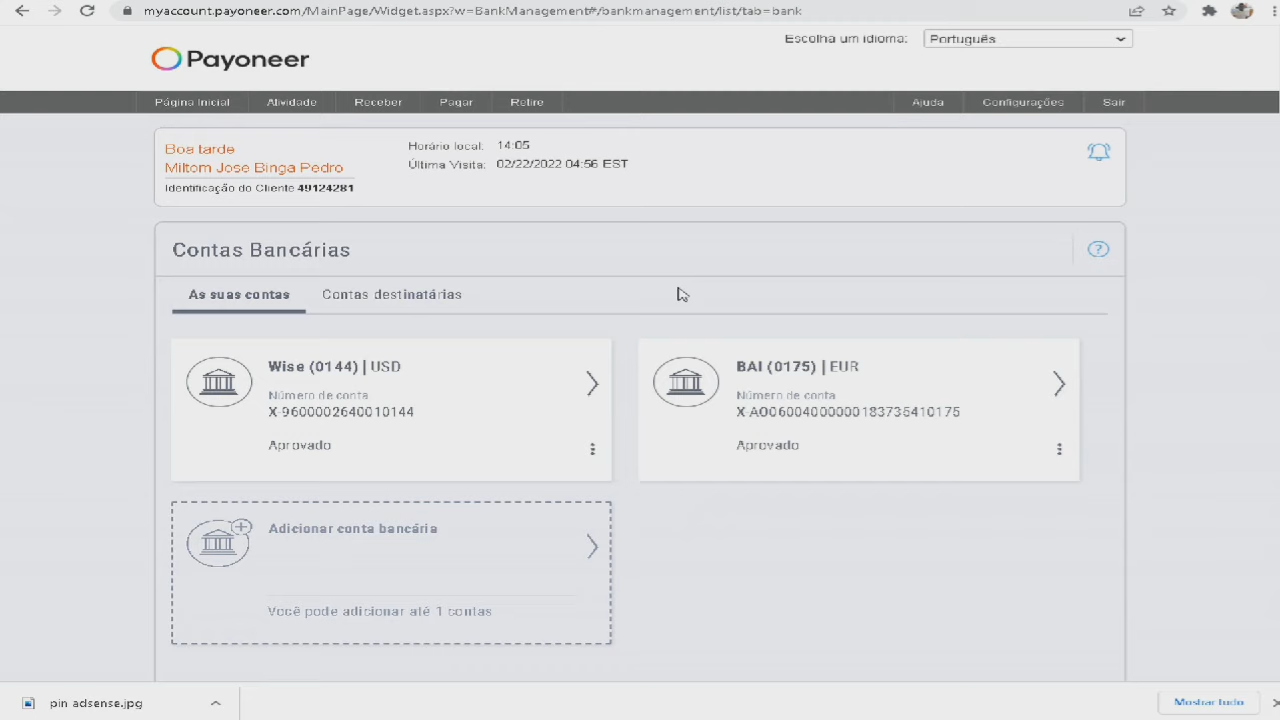 myaccount.payoneer.com/MainPage/Widget.aspx?w=BankManagement#/bankmanagement/list/tab=bank
Escolha um idioma: Português
Payoneer
Página Inicial Atividade Receber Pagar Retire Ajuda Configurações Sair
Boa tarde
Miltom Jose Binga Pedro
Identificação do Cliente 49124281
Horário local: 14:05
Última Visita: 02/22/2022 04:56 EST
Contas Bancárias
As suas contas Contas destinatárias
Wise (0144) | USD
Número de conta
X-9600002640010144
Aprovado
BAI (0175) | EUR
Número de conta
X-AO06004000000183735410175
Aprovado
Adicionar conta bancária
Você pode adicionar até 1 contas
pin adsense.jpg
Mostrar tudo